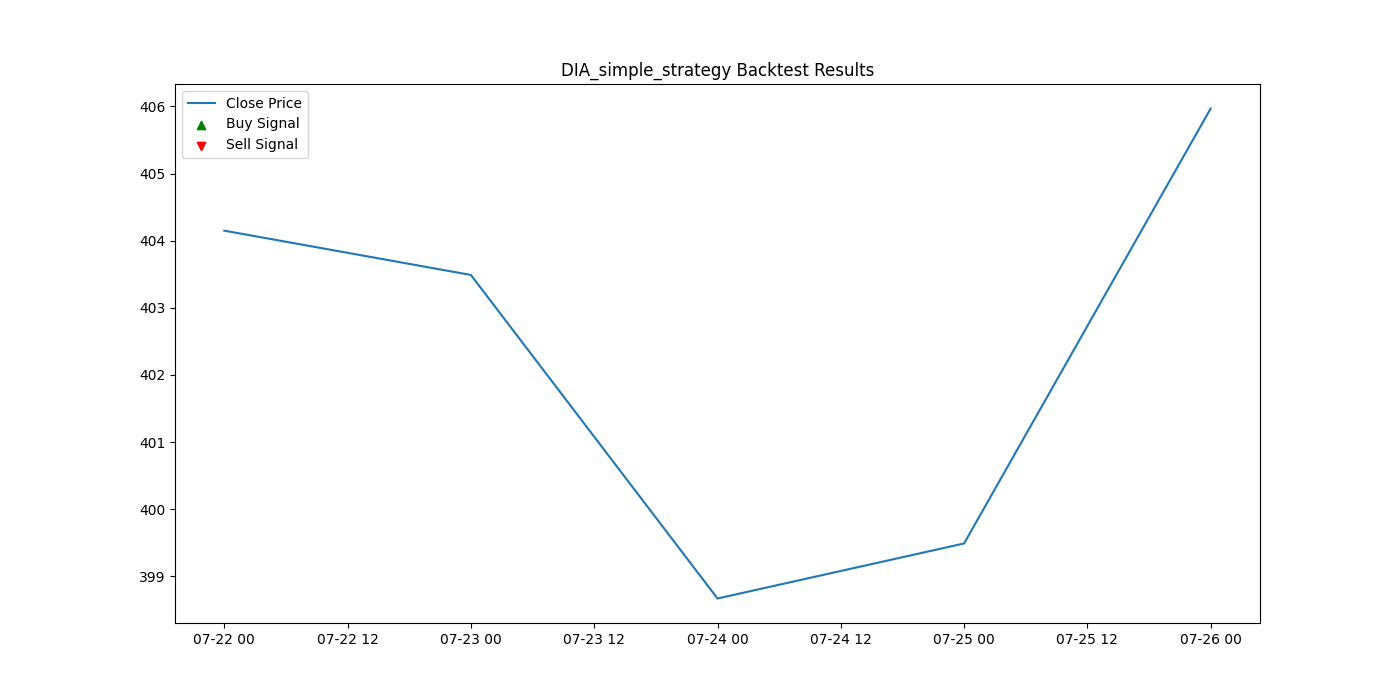 DIA_simple_strategy Backtest Results
Close Price
Buy Signal
Sell Signal
406
405
404
403
402
401
400
399
07-22 00 07-22 12 07-23 00 07-23 12 07-24 00 07-24 12 07-25 00 07-25 12 07-26 00